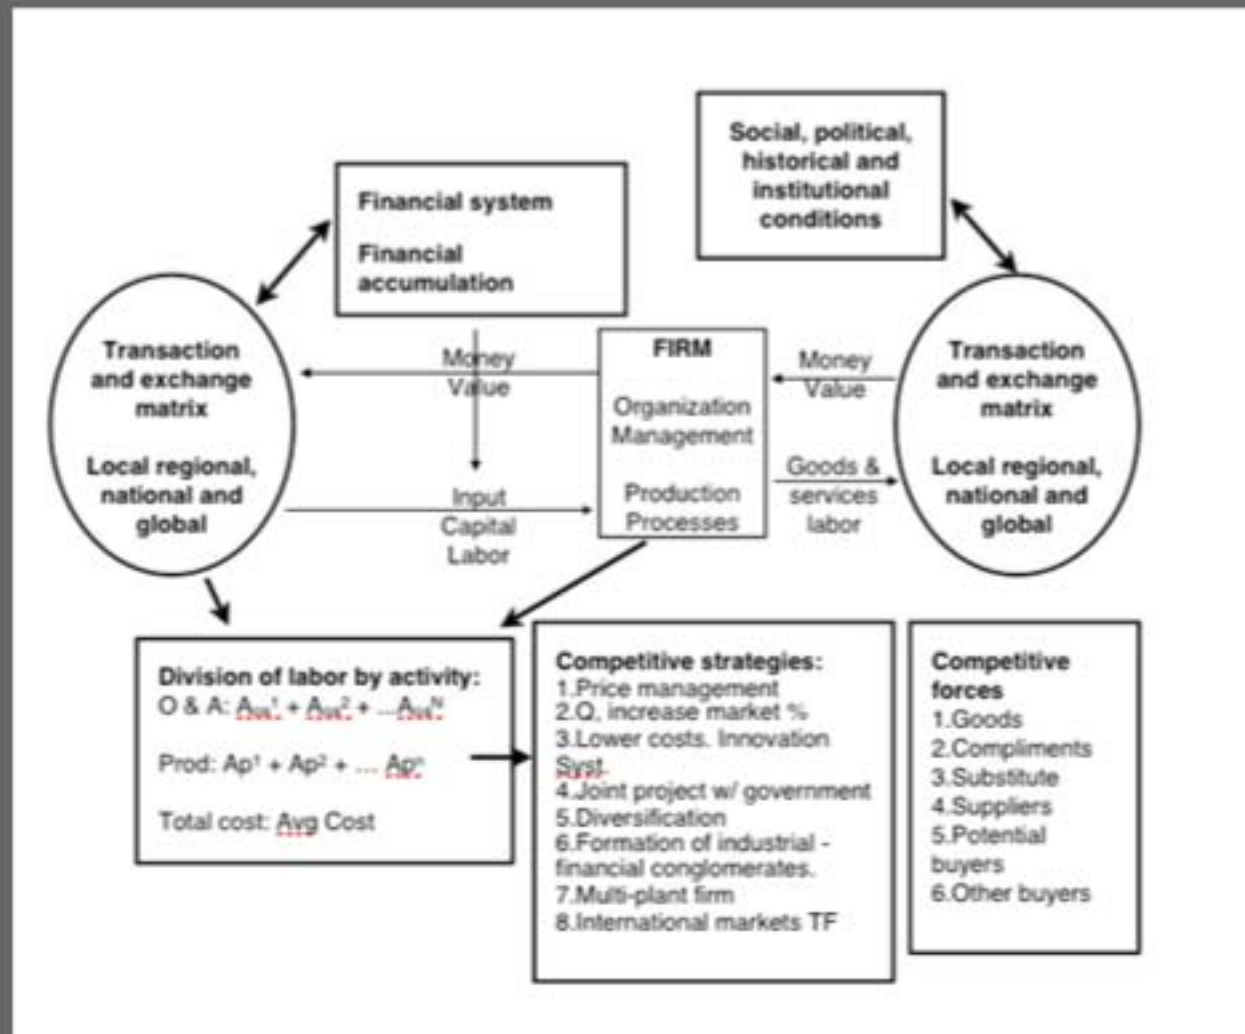 Social, political,
historical and
institutional
conditions
Financial system
Financial
accumulation
Transaction
and exchange
matrix
Local regional,
national and
global
Money
Value
Input
Capital
Labor
FIRM
Organization
Management
Production
Processes
Money
Value
Goods &
services
labor
Transaction
and exchange
matrix
Local regional,
national and
global
Division of labor by activity:
O & A:
Prod: Ap¹ + Ap² + ... Apⁿ
Total cost: Avg Cost
Competitive strategies:
1.Price management
2.Q, increase market %
3.Lower costs. Innovation
Syst.
4.Joint project w/ government
5.Diversification
6.Formation of industrial -
financial conglomerates.
7.Multi-plant firm
8.International markets TF
Competitive
forces
1.Goods
2.Compliments
3.Substitute
4.Suppliers
5.Potential
buyers
6.Other buyers